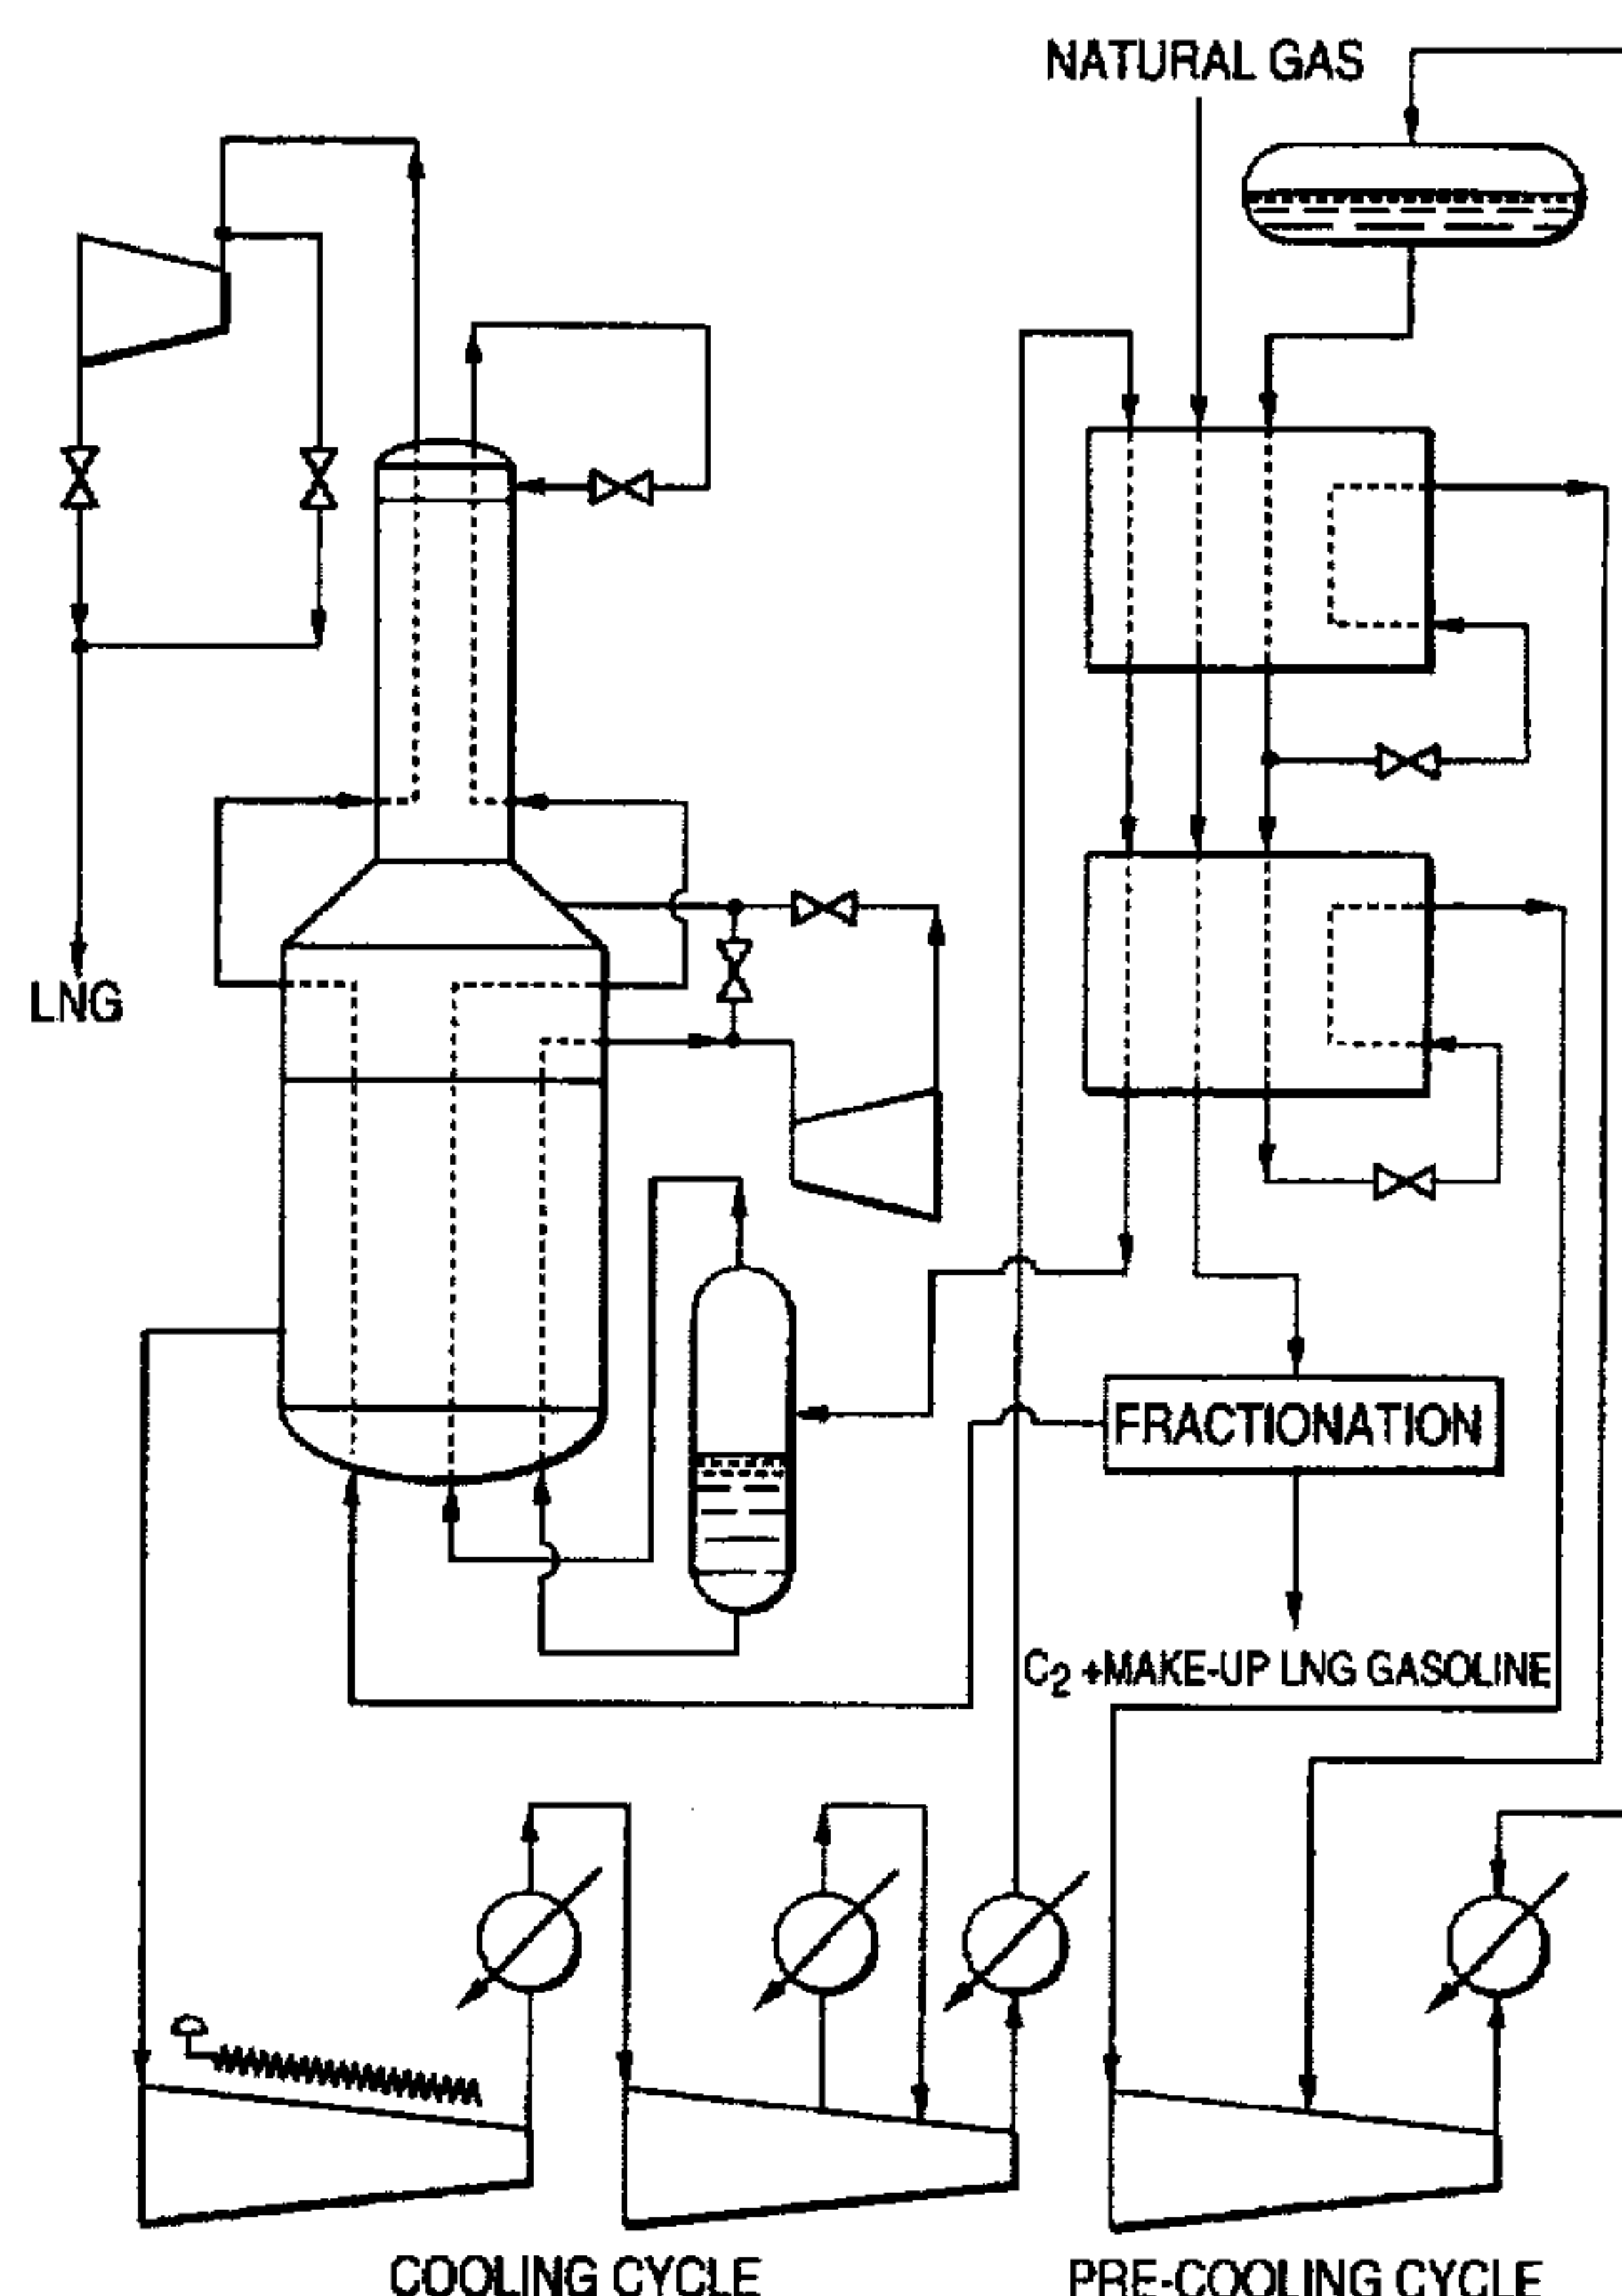 NATURAL GAS
LNG
FRACTIONATION
C2 +MAKE-UP LNG GASOLINE
COOLING CYCLE
PRE-COOLING CYCLE